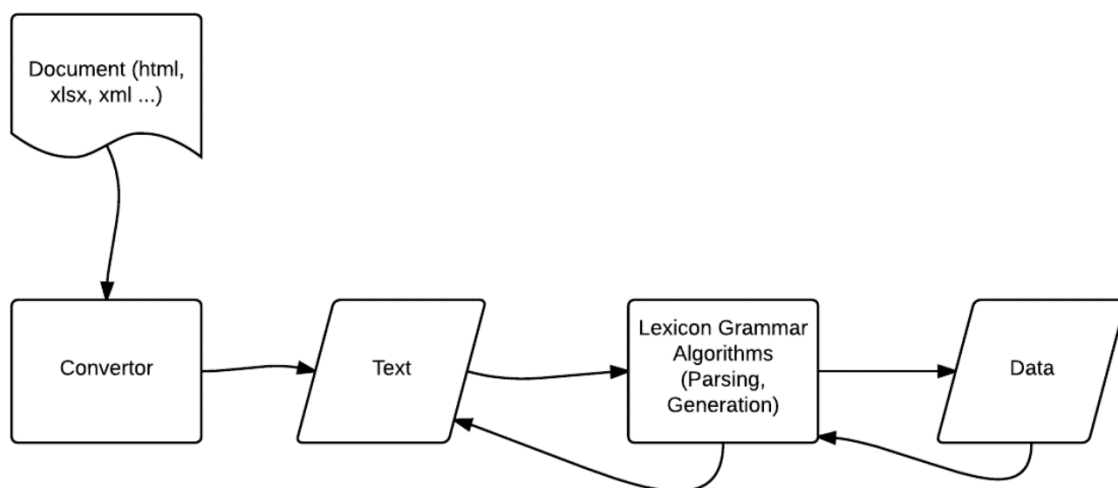 Document (html,
xlsx, xml ...)
Convertor
Text
Lexicon Grammar
Algorithms
(Parsing,
Generation)
Data